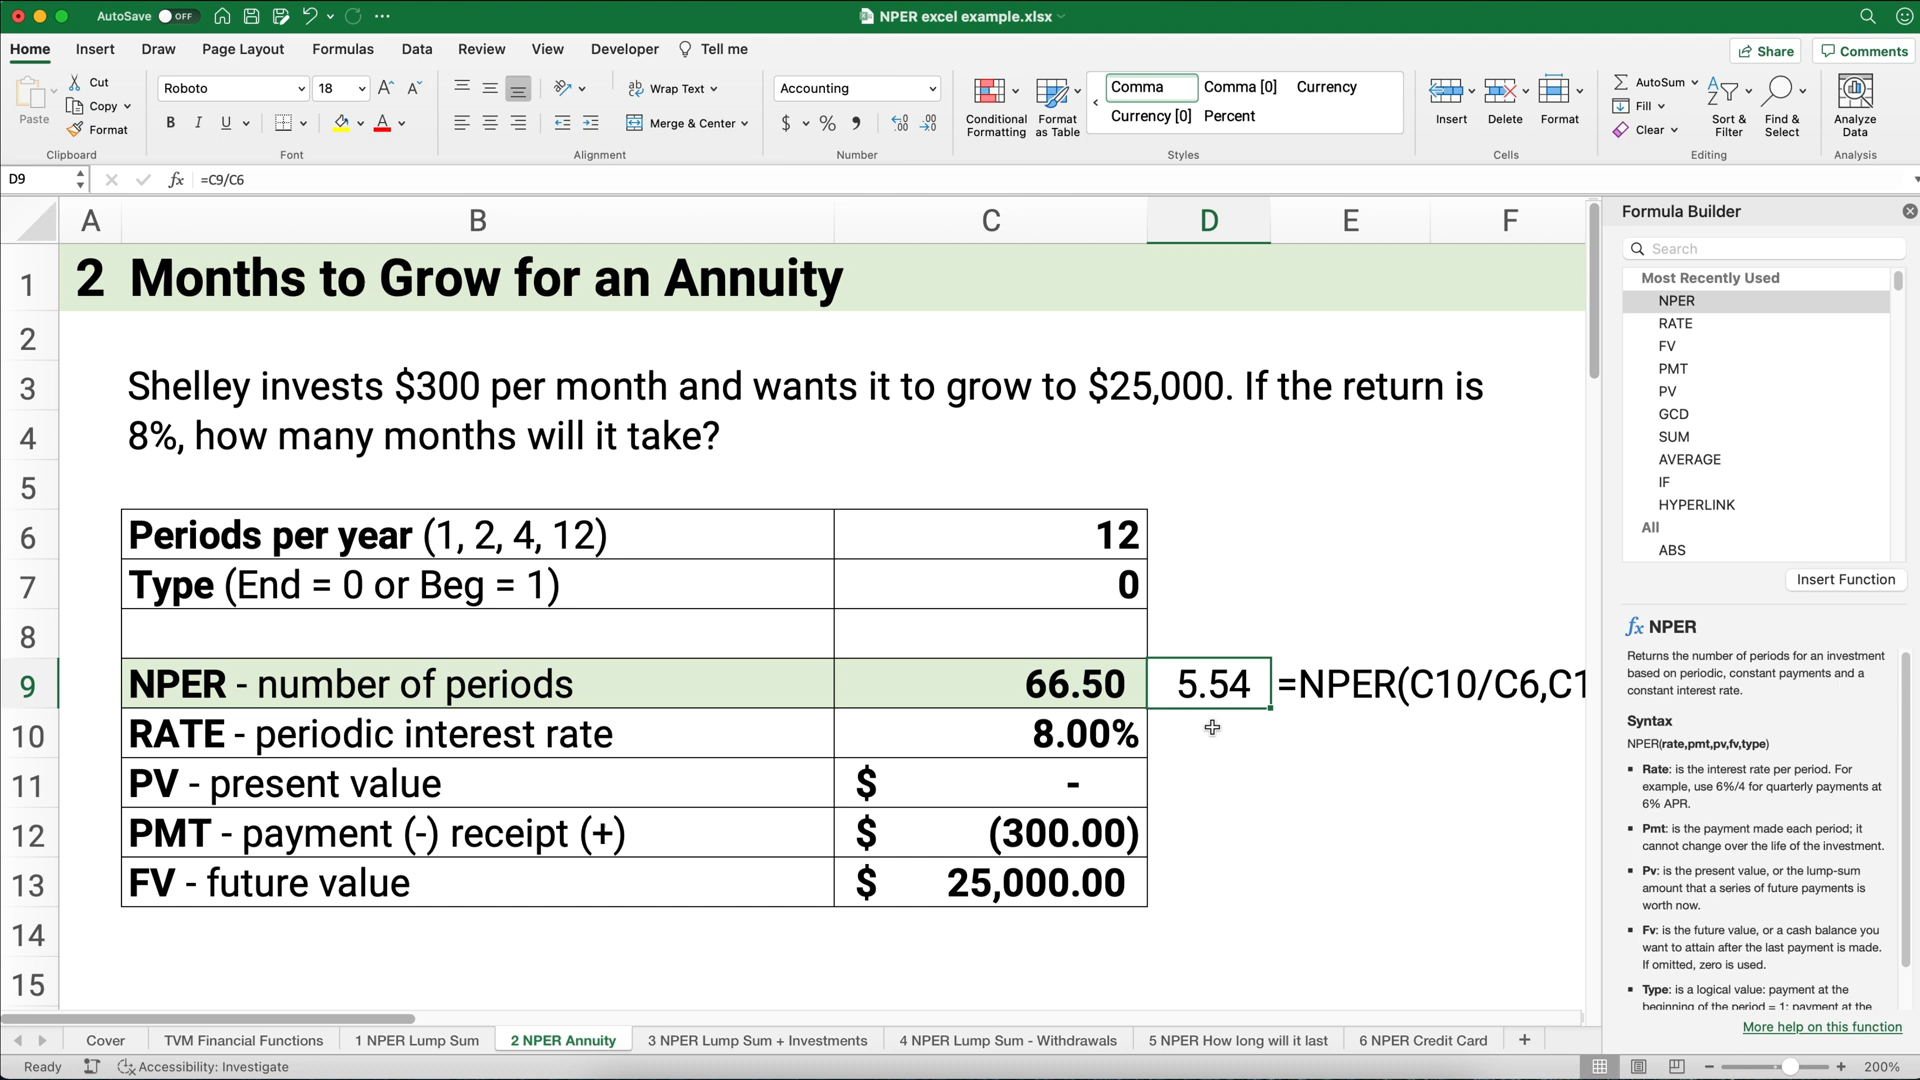 AutoSave OFF
NPER excel example.xlsx
Home Insert Draw Page Layout Formulas Data Review View Developer Tell me
Share Comments
Paste
Cut
Copy
Format
Clipboard
Roboto 18
B I U
Font
Wrap Text
Merge & Center
Alignment
Accounting
$ %
Number
Conditional Formatting
Format as Table
Comma Comma [0] Currency
Currency [0] Percent
Styles
Insert Delete Format
Cells
AutoSum
Fill
Clear
Sort & Filter
Find & Select
Editing
Analyze Data
Analysis
D9 fx =C9/C6
A B C D E F
1 2 Months to Grow for an Annuity
2
3 Shelley invests $300 per month and wants it to grow to $25,000. If the return is
4 8%, how many months will it take?
5
6 Periods per year (1, 2, 4, 12) 12
7 Type (End = 0 or Beg = 1) 0
8
9 NPER - number of periods 66.50 5.54 =NPER(C10/C6,C1
10 RATE - periodic interest rate 8.00%
11 PV - present value $ -
12 PMT - payment (-) receipt (+) $ (300.00)
13 FV - future value $ 25,000.00
14
15
Formula Builder
Search
Most Recently Used
NPER
RATE
FV
PMT
PV
GCD
SUM
AVERAGE
IF
HYPERLINK
All
ABS
Insert Function
fx NPER
Returns the number of periods for an investment
based on periodic, constant payments and a
constant interest rate.
Syntax
NPER(rate,pmt,pv,fv,type)
▪ Rate: is the interest rate per period. For
example, use 6%/4 for quarterly payments at
6% APR.
▪ Pmt: is the payment made each period; it
cannot change over the life of the investment.
▪ Pv: is the present value, or the lump-sum
amount that a series of future payments is
worth now.
▪ Fv: is the future value, or a cash balance you
want to attain after the last payment is made.
If omitted, zero is used.
▪ Type: is a logical value: payment at the
beginning of the period = 1; payment at the
More help on this function
Cover TVM Financial Functions 1 NPER Lump Sum 2 NPER Annuity 3 NPER Lump Sum + Investments 4 NPER Lump Sum - Withdrawals 5 NPER How long will it last 6 NPER Credit Card +
Ready Accessibility: Investigate
200%